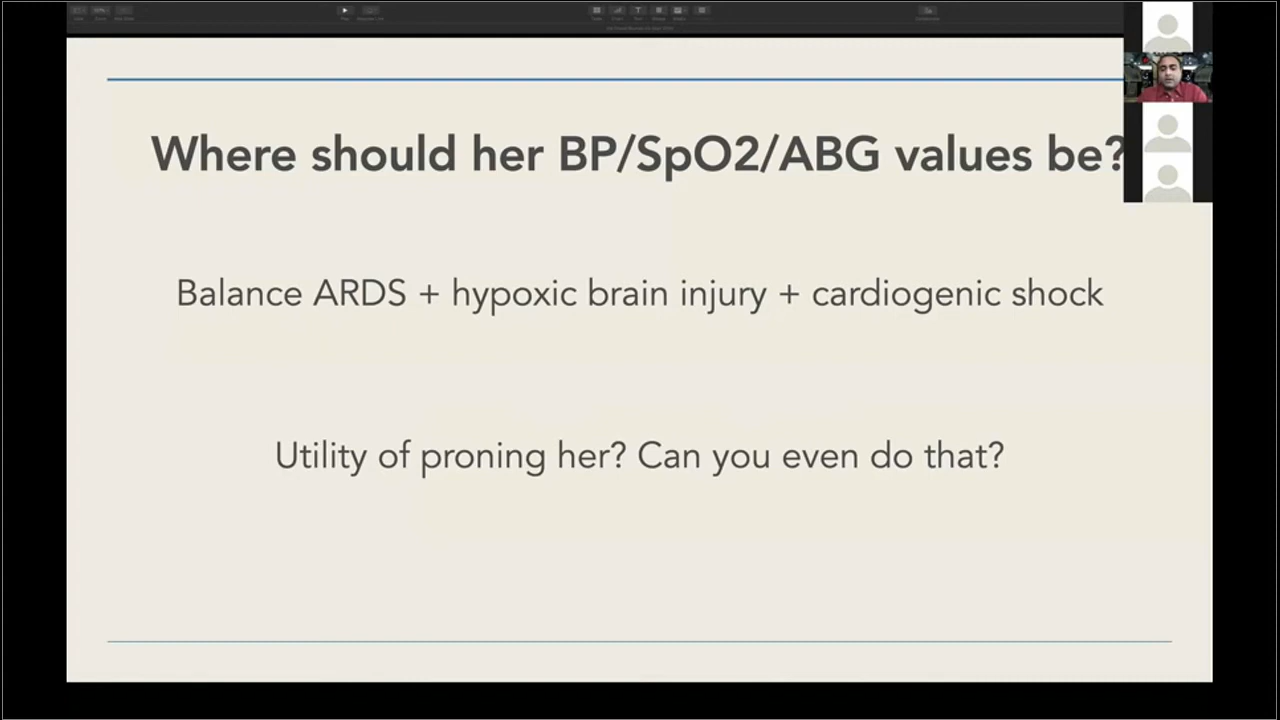 Where should her BP/SpO2/ABG values be?
Balance ARDS + hypoxic brain injury + cardiogenic shock
Utility of proning her? Can you even do that?